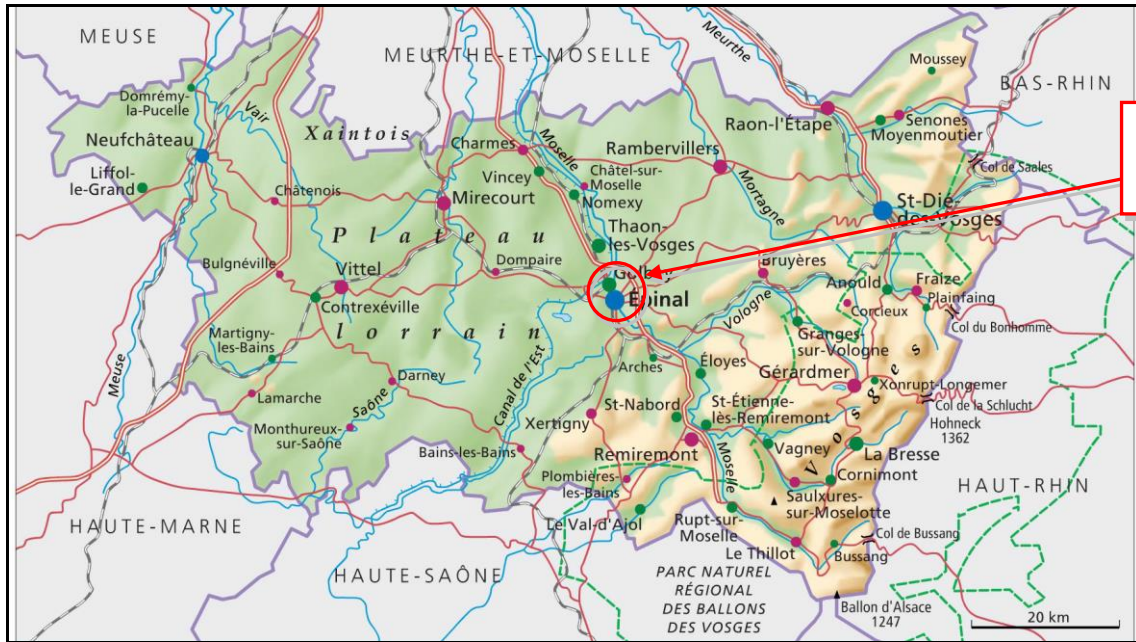 MEUSE
MEURTHE-ET-MOSELLE
Meurthe
Moussey
BAS-RHIN
Domrémy-
la-Pucelle
Vair
Xaintois
Neufchâteau
Charmes
Moselle
Raon-l'Étape
Senones
Moyenmoutier
Rambervillers
Col de Saales
Liffol-
le-Grand
Vincey
Châtel-sur-
Moselle
Châtenois
Mirecourt
Nomexy
Mortagne
St-Dié-
des-Vosges
Plateau
Thaon-
les-Vosges
Bulgnéville
Vittel
Dompaire
Bruyères
Anould
Fraize
Plainfaing
Contrexéville
Épinal
Vologne
Corcieux
Col du Bonhomme
Martigny-
les-Bains
lorrain
Granges-
sur-Vologne
Meuse
Canal de l'Est
Arches
Éloyes
Gérardmer
Xonrupt-Longemer
Darney
Lamarche
Saône
St-Nabord
St-Étienne-
lès-Remiremont
Vosges
Col de la Schlucht
Hohneck
1362
Monthureux-
sur-Saône
Xertigny
Bains-les-Bains
Remiremont
Vagney
La Bresse
Cornimont
Plombières-
les-Bains
Moselle
Saulxures-
sur-Moselotte
HAUT-RHIN
HAUTE-MARNE
Le Val-d'Ajol
Rupt-sur-
Moselle
Le Thillot
Bussang
Col de Bussang
HAUTE-SAÔNE
PARC NATUREL
RÉGIONAL
DES BALLONS
DES VOSGES
Ballon d'Alsace
1247
20 km